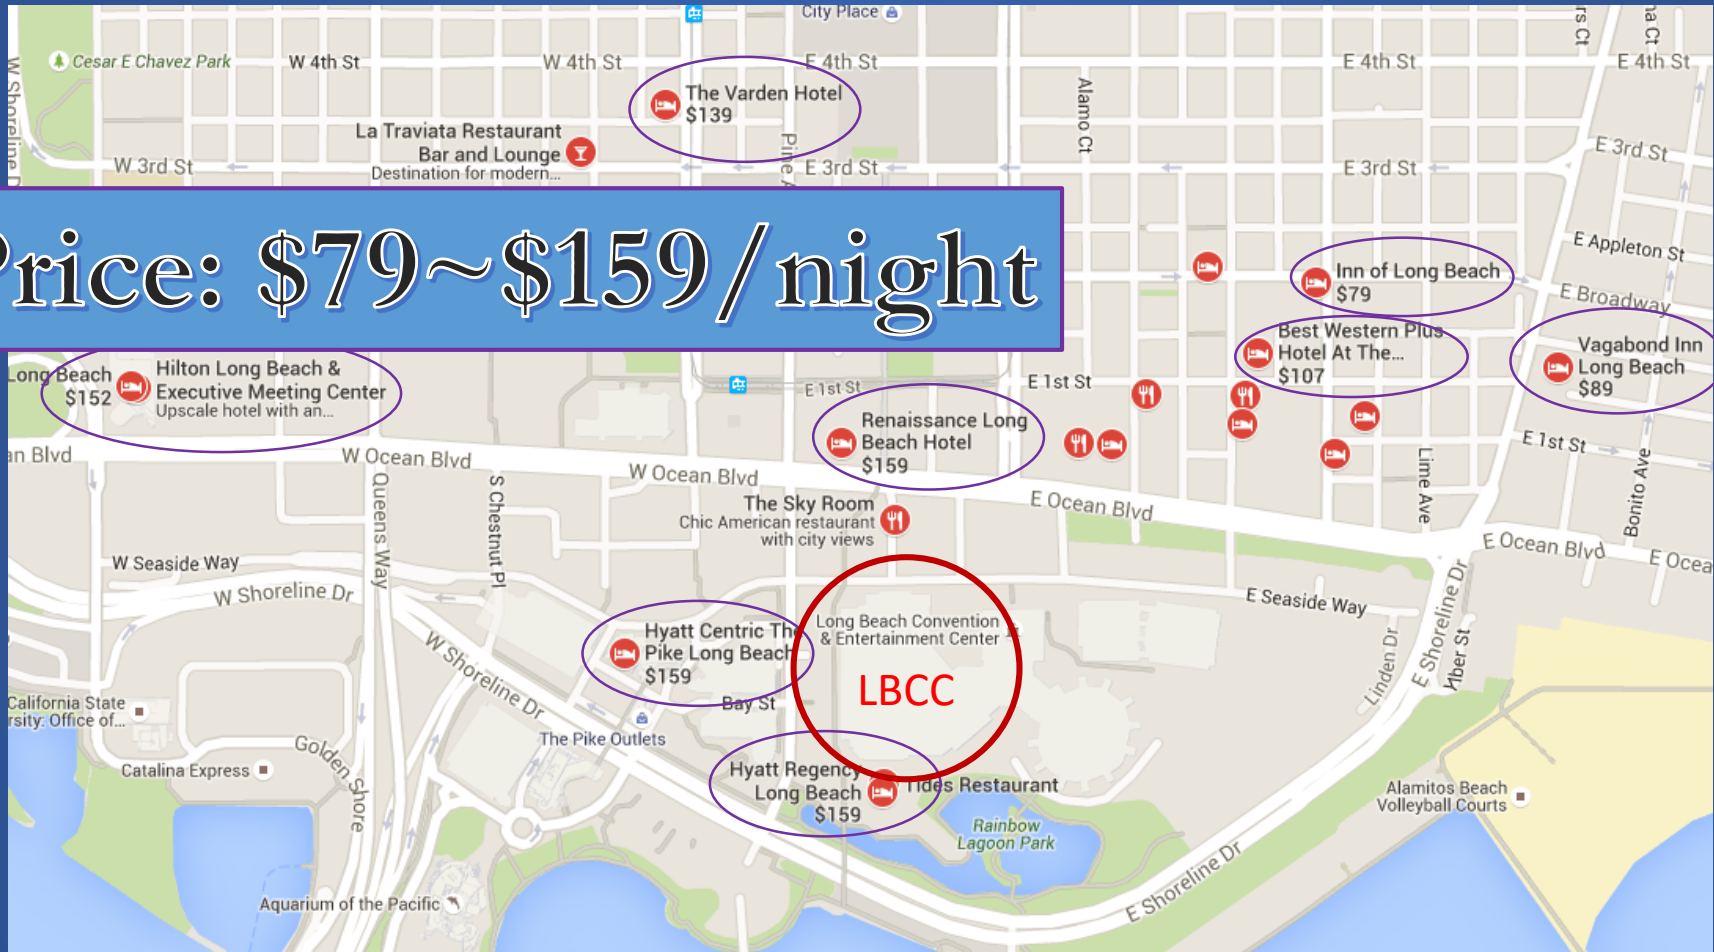 City Place
Cesar E Chavez Park
W 4th St
W 4th St
E 4th St
E 4th St
E 4th St
W Shoreline D
The Varden Hotel
$139
Alamo Ct
La Traviata Restaurant
Bar and Lounge
Destination for modern...
Pine A
W 3rd St
E 3rd St
E 3rd St
E 3rd St
Price: $79~$159/night
E Appleton St
Inn of Long Beach
$79
E Broadway
Best Western Plus
Hotel At The...
$107
Vagabond Inn
Long Beach
$89
Long Beach
$152
Hilton Long Beach &
Executive Meeting Center
Upscale hotel with an...
E 1st St
E 1st St
E 1st St
Renaissance Long
Beach Hotel
$159
an Blvd
W Ocean Blvd
W Ocean Blvd
E Ocean Blvd
E Ocean Blvd
E Ocea
Queens Way
S Chestnut Pl
Lime Ave
Bonito Ave
The Sky Room
Chic American restaurant
with city views
W Seaside Way
W Shoreline Dr
E Seaside Way
Long Beach Convention
& Entertainment Center
LBCC
Hyatt Centric The
Pike Long Beach
$159
W Shoreline Dr
Bay St
Linden Dr
E Shoreline Dr
California State
rsity: Office of...
The Pike Outlets
Catalina Express
Golden Shore
Hyatt Regency
Long Beach
$159
Tides Restaurant
Rainbow
Lagoon Park
Alamitos Beach
Volleyball Courts
Aquarium of the Pacific
E Shoreline Dr